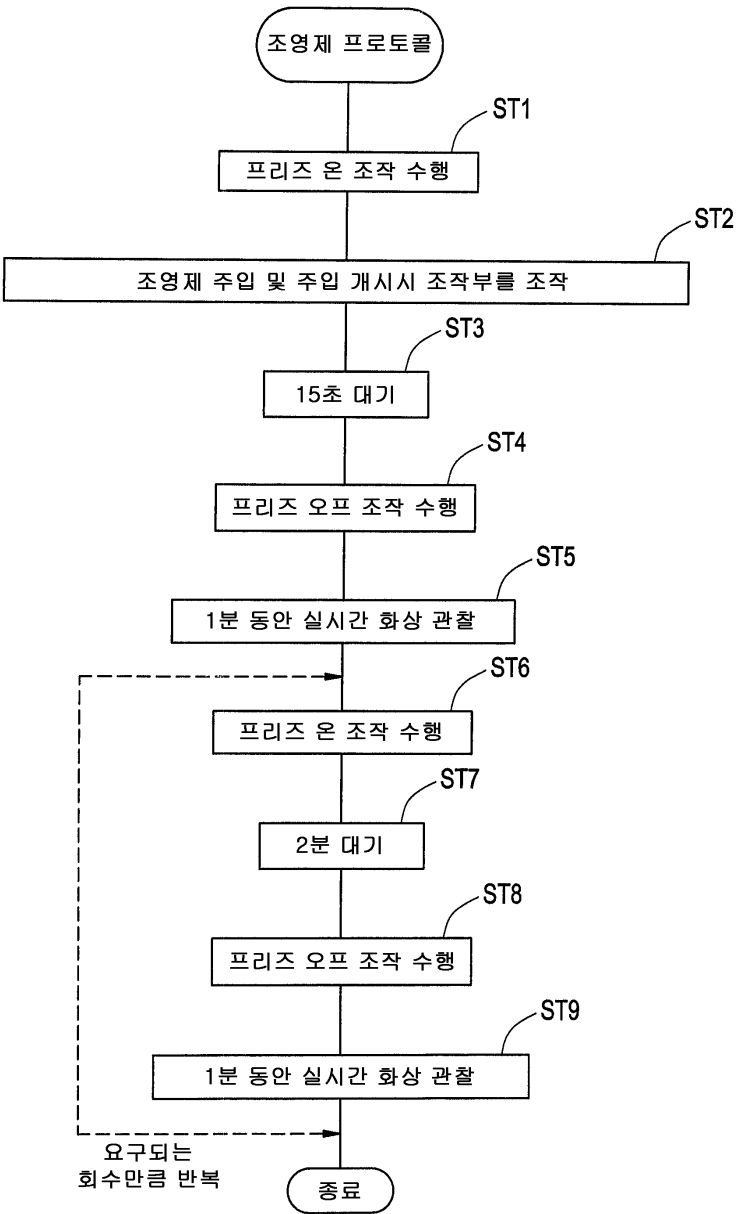 조영제 프로토콜
ST1
프리즈 온 조작 수행
ST2
조영제 주입 및 주입 개시시 조작부를 조작
ST3
15초 대기
ST4
프리즈 오프 조작 수행
ST5
1분 동안 실시간 화상 관찰
ST6
프리즈 온 조작 수행
ST7
2분 대기
ST8
프리즈 오프 조작 수행
ST9
1분 동안 실시간 화상 관찰
요구되는
회수만큼 반복
종료